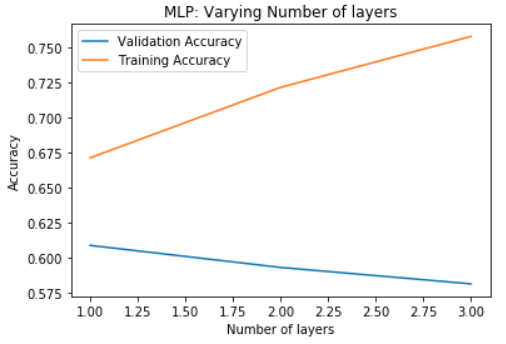 MLP: Varying Number of layers
Validation Accuracy
Training Accuracy
Accuracy
0.750
0.725
0.700
0.675
0.650
0.625
0.600
0.575
1.00 1.25 1.50 1.75 2.00 2.25 2.50 2.75 3.00
Number of layers